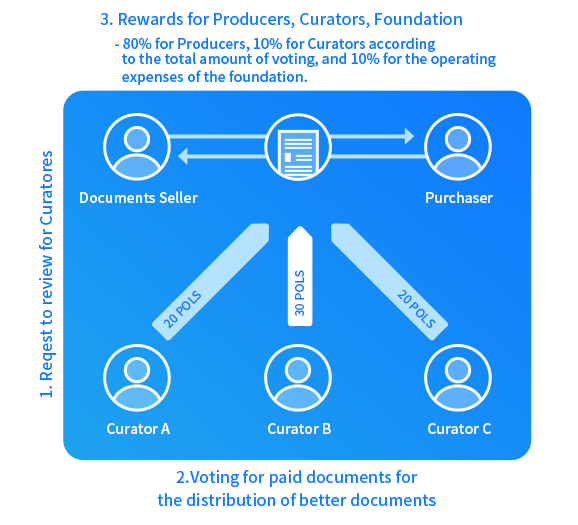 3. Rewards for Producers, Curators, Foundation
- 80% for Producers, 10% for Curators according
to the total amount of voting, and 10% for the operating
expenses of the foundation.
1. Reqest to review for Curatores
Documents Seller
Purchaser
20 POLS
30 POLS
20 POLS
Curator A
Curator B
Curator C
2.Voting for paid documents for
the distribution of better documents